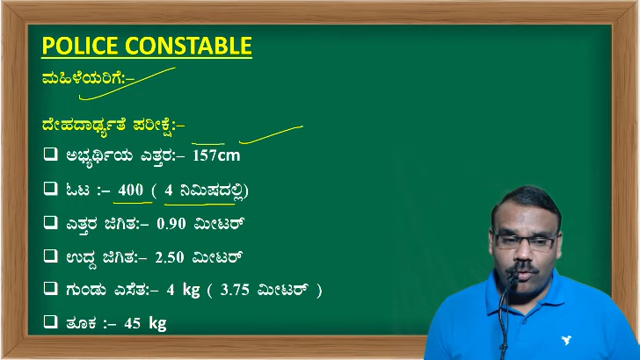 POLICE CONSTABLE
ಮಹಿಳೆಯರಿಗೆ:–
ದೇಹದಾರ್ಢ್ಯತೆ ಪರೀಕ್ಷೆ:–
ಅಭ್ಯರ್ಥಿಯ ಎತ್ತರ:– 157cm
ಓಟ :– 400 ( 4 ನಿಮಿಷದಲ್ಲಿ)
ಎತ್ತರ ಜಿಗಿತ:– 0.90 ಮೀಟರ್
ಉದ್ದ ಜಿಗಿತ:– 2.50 ಮೀಟರ್
ಗುಂಡು ಎಸೆತ:– 4 kg ( 3.75 ಮೀಟರ್ )
ತೂಕ :– 45 kg